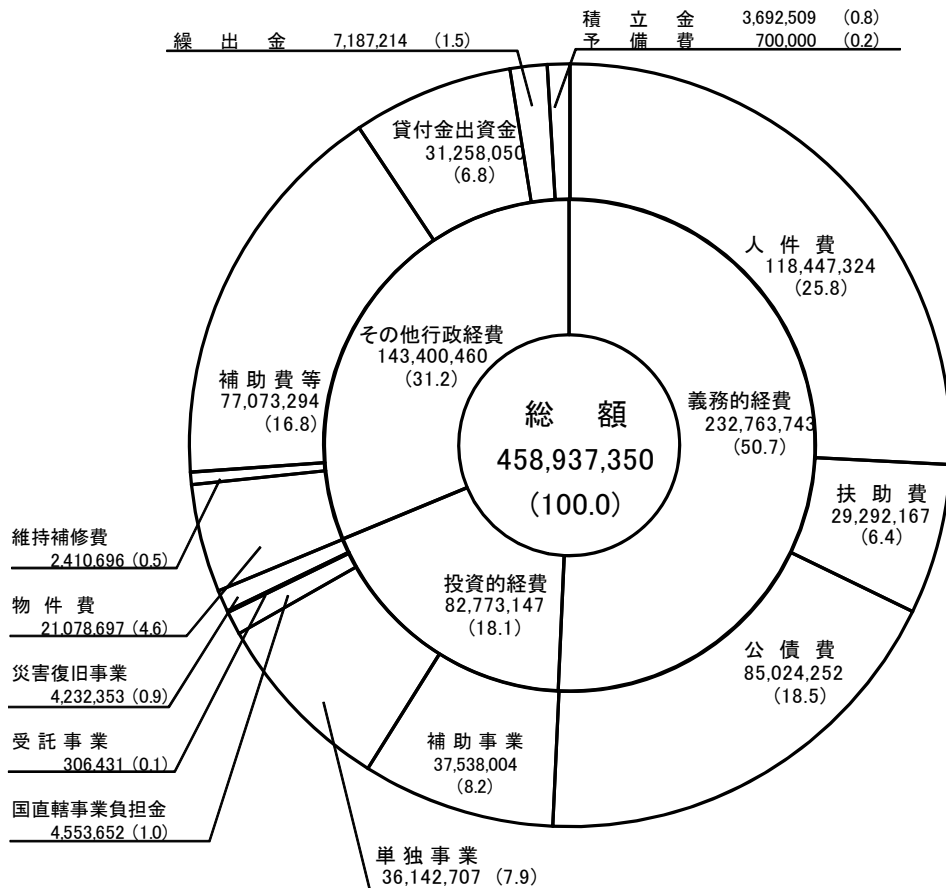 積立金 3,692,509 (0.8)
予備費 700,000 (0.2)
繰出金 7,187,214 (1.5)
貸付金出資金
31,258,050
(6.8)
人件費
118,447,324
(25.8)
その他行政経費
143,400,460
(31.2)
補助費等
77,073,294
(16.8)
総額
458,937,350
(100.0)
義務的経費
232,763,743
(50.7)
扶助費
29,292,167
(6.4)
維持補修費
2,410,696 (0.5)
物件費
21,078,697 (4.6)
投資的経費
82,773,147
(18.1)
公債費
85,024,252
(18.5)
災害復旧事業
4,232,353 (0.9)
受託事業
306,431 (0.1)
補助事業
37,538,004
(8.2)
国直轄事業負担金
4,553,652 (1.0)
単独事業
36,142,707 (7.9)